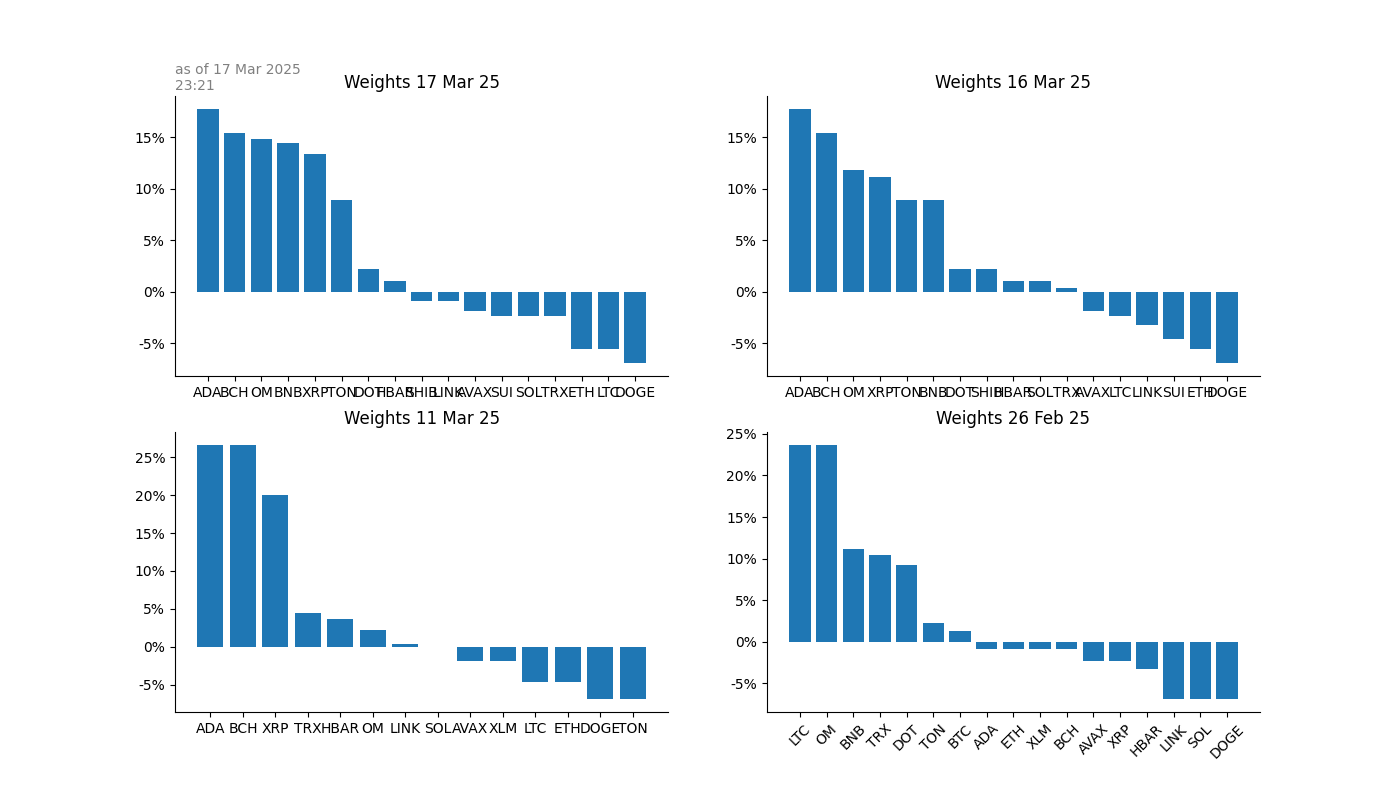 as of 17 Mar 2025
23:21
Weights 17 Mar 25
15%
10%
5%
0%
-5%
ADA BCH OM BNB XRP TON DOT HBAR SHIB LINK AVAX SUI SOL TRX ETH LTC DOGE
Weights 16 Mar 25
15%
10%
5%
0%
-5%
ADA BCH OM XRP TON BNB DOT SHIB HBAR SOL TRX AVAX LTC LINK SUI ETH DOGE
Weights 11 Mar 25
25%
20%
15%
10%
5%
0%
-5%
ADA BCH XRP TRX HBAR OM LINK SOL AVAX XLM LTC ETH DOGE TON
Weights 26 Feb 25
25%
20%
15%
10%
5%
0%
-5%
LTC OM BNB TRX DOT TON BTC ADA ETH XLM BCH AVAX XRP HBAR LINK SOL DOGE